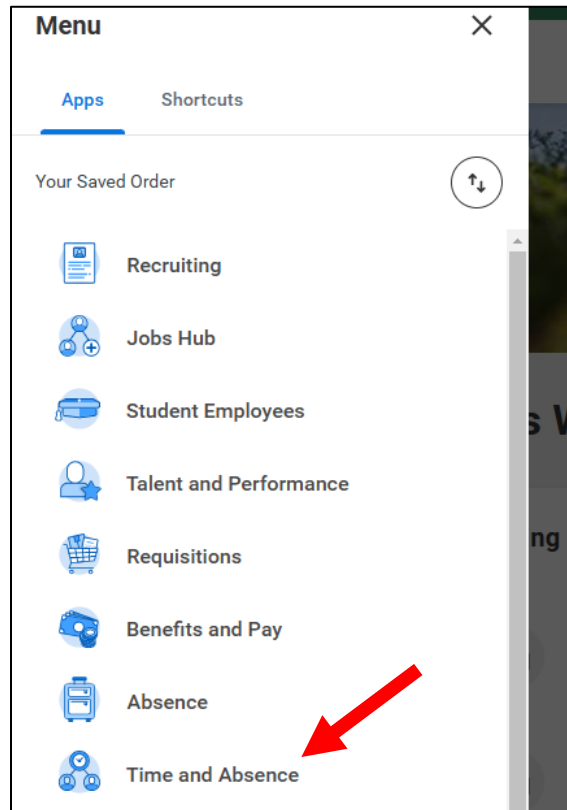 Menu
Apps
Shortcuts
Your Saved Order
Recruiting
Jobs Hub
s
Student Employees
Talent and Performance
ng
Requisitions
Benefits and Pay
Absence
Time and Absence